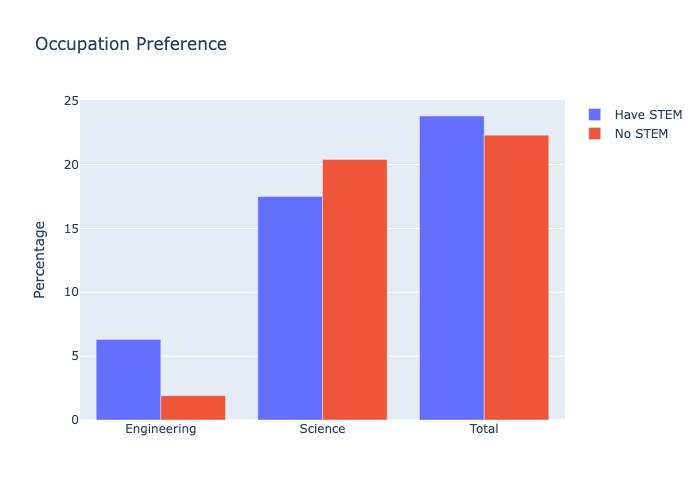 Occupation Preference
Have STEM
No STEM
Percentage
25
20
15
10
5
0
Engineering
Science
Total